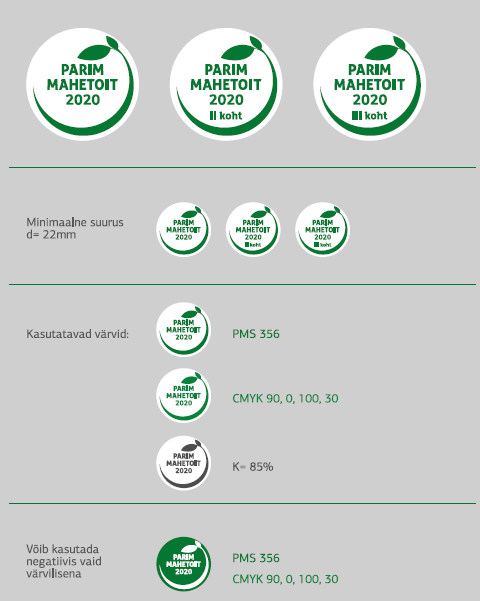 PARIM
MAHETOIT
2020
PARIM
MAHETOIT
2020
II koht
PARIM
MAHETOIT
2020
III koht
Minimaalne suurus
d= 22mm
PARIM
MAHETOIT
2020
PARIM
MAHETOIT
2020
II koht
PARIM
MAHETOIT
2020
III koht
Kasutatavad värvid:
PARIM
MAHETOIT
2020
PMS 356
PARIM
MAHETOIT
2020
CMYK 90, 0, 100, 30
PARIM
MAHETOIT
2020
K= 85%
Võib kasutada
negatiivis vaid
värvilisena
PARIM
MAHETOIT
2020
PMS 356
CMYK 90, 0, 100, 30